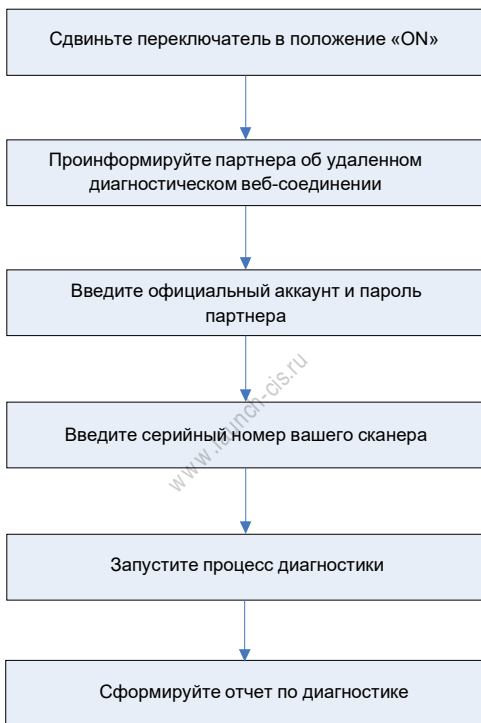 Сдвиньте переключатель в положение «ON»
Проинформируйте партнера об удаленном
диагностическом веб-соединении
Введите официальный аккаунт и пароль
партнера
www.launch-cis.ru
Введите серийный номер вашего сканера
Запустите процесс диагностики
Сформируйте отчет по диагностике